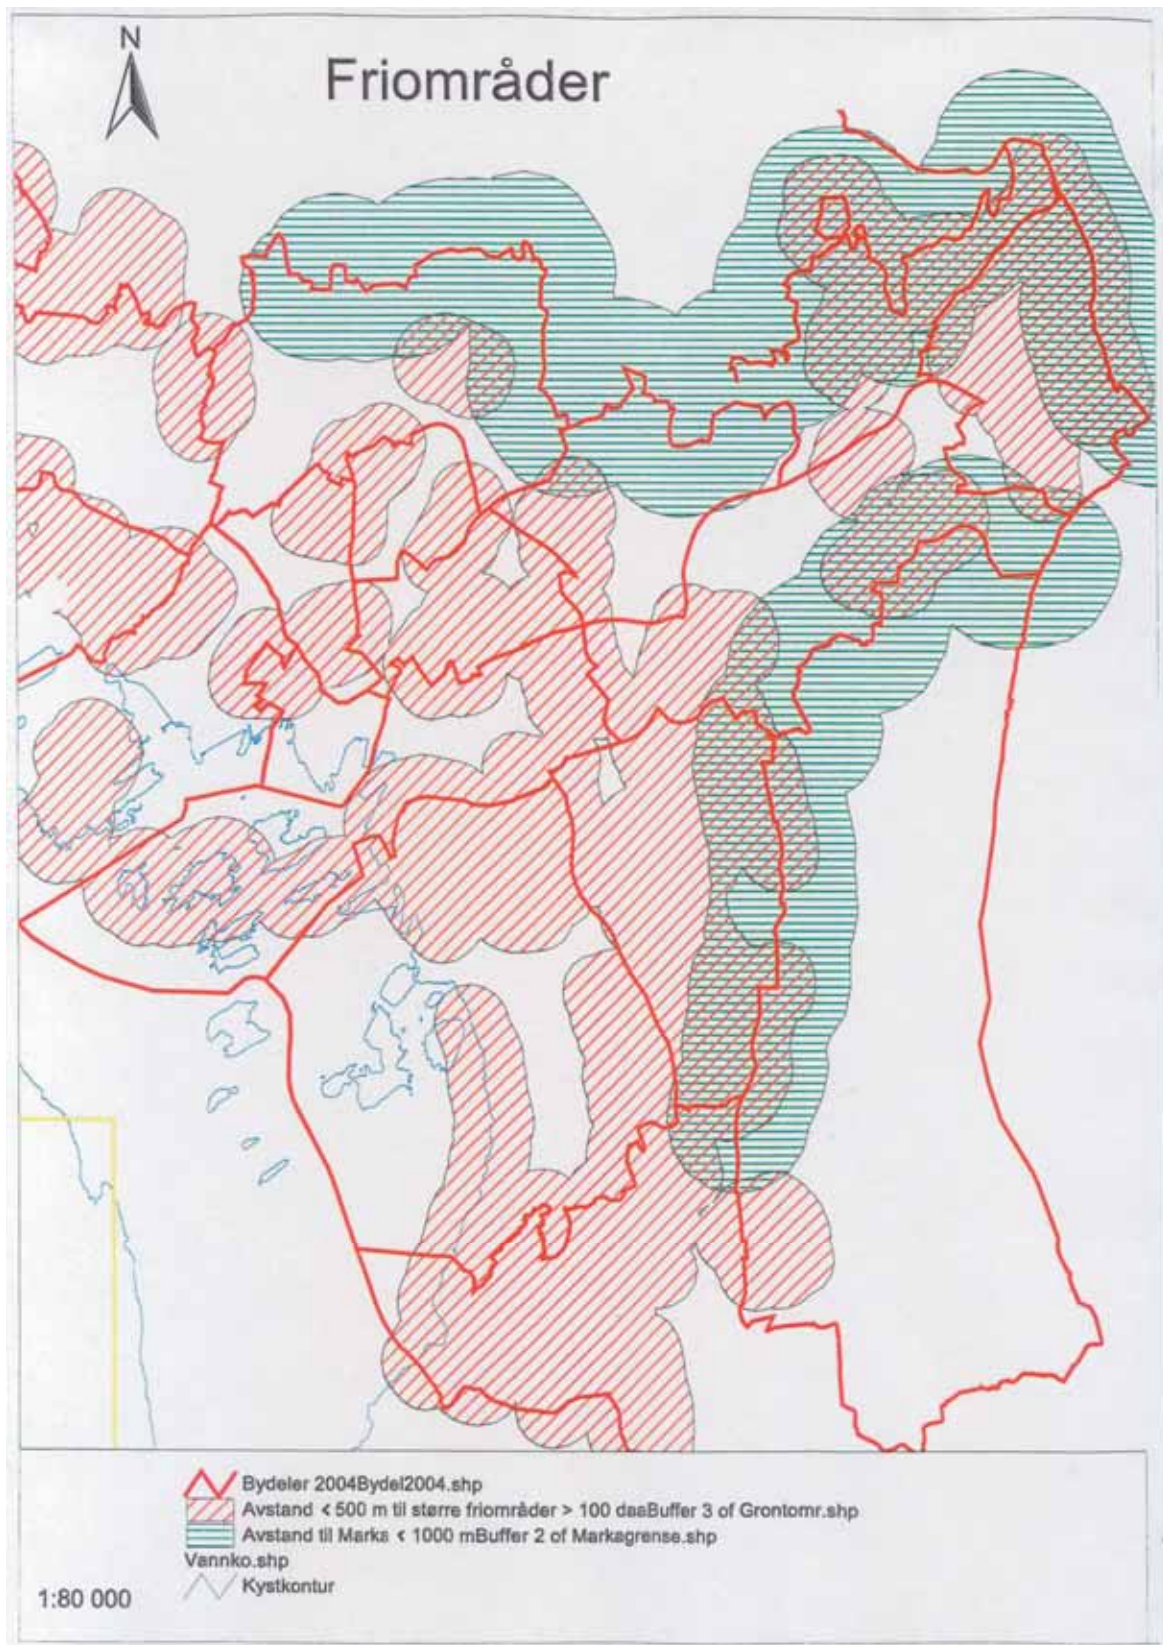 N
Friområder
Bydeler 2004Bydel2004.shp
Avstand < 500 m til større friområder > 100 daaBuffer 3 of Grontomr.shp
Avstand til Marka < 1000 mBuffer 2 of Markagrense.shp
Vannko.shp
Kystkontur
1:80 000